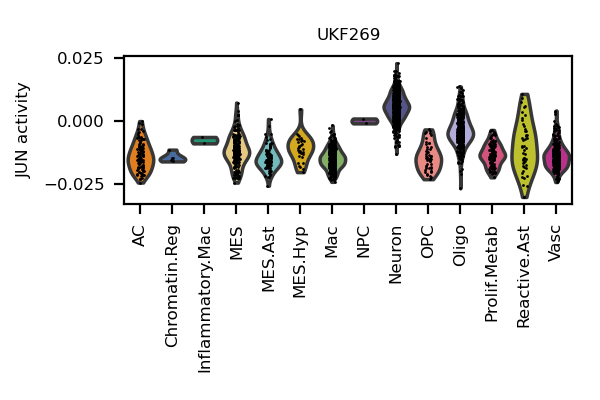 UKF269
JUN activity
0.025
0.000
−0.025
AC
Chromatin.Reg
Inflammatory.Mac
MES
MES.Ast
MES.Hyp
Mac
NPC
Neuron
OPC
Oligo
Prolif.Metab
Reactive.Ast
Vasc